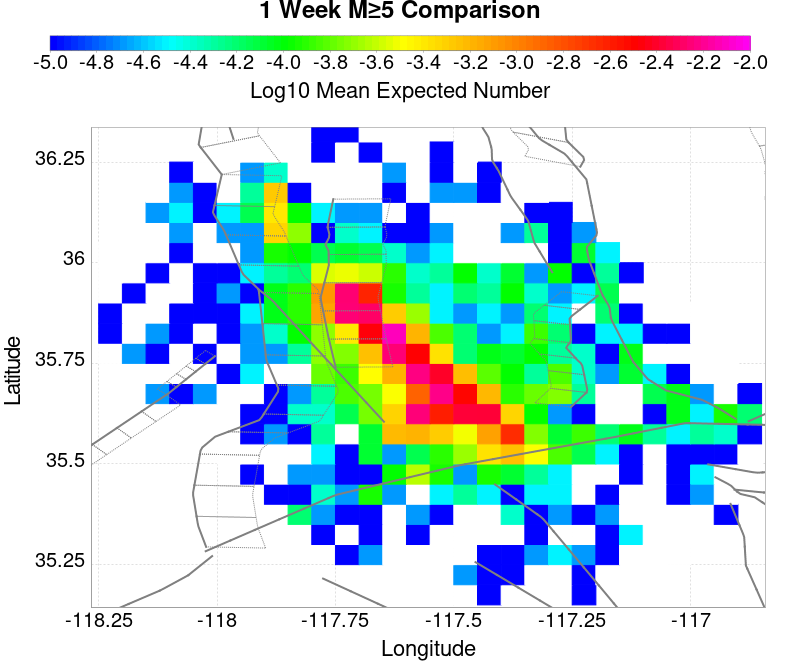 1 Week M≥5 Comparison
-5.0 -4.8 -4.6 -4.4 -4.2 -4.0 -3.8 -3.6 -3.4 -3.2 -3.0 -2.8 -2.6 -2.4 -2.2 -2.0
Log10 Mean Expected Number
36.25
36
35.75
35.5
35.25
Latitude
-118.25 -118 -117.75 -117.5 -117.25 -117
Longitude